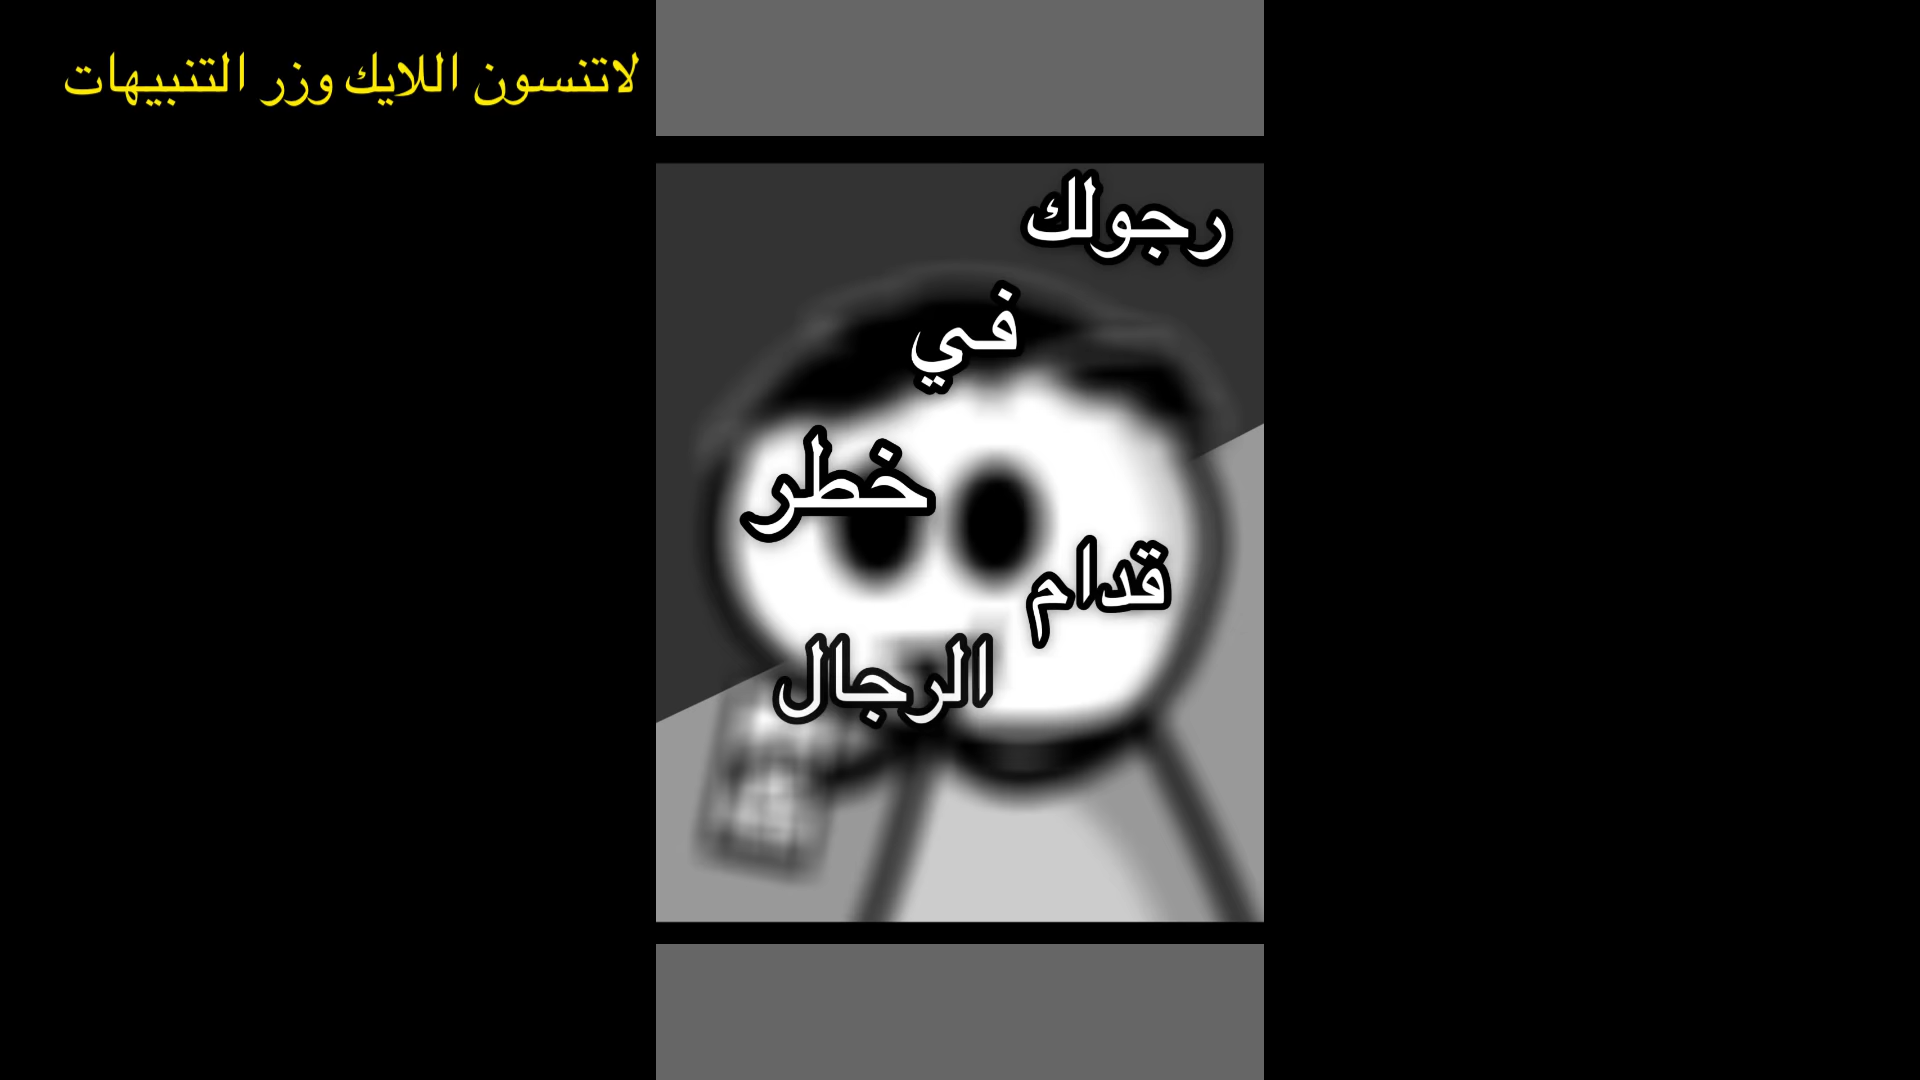 لاتنسون اللايك وزر التنبيهات
رجولك
في
خطر
قدام
الرجال